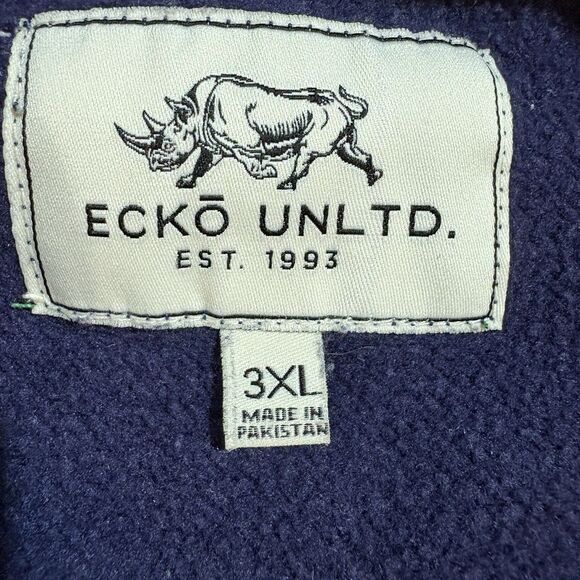 ECKŌ UNLTD.
EST. 1993
3XL
MADE IN
PAKISTAN